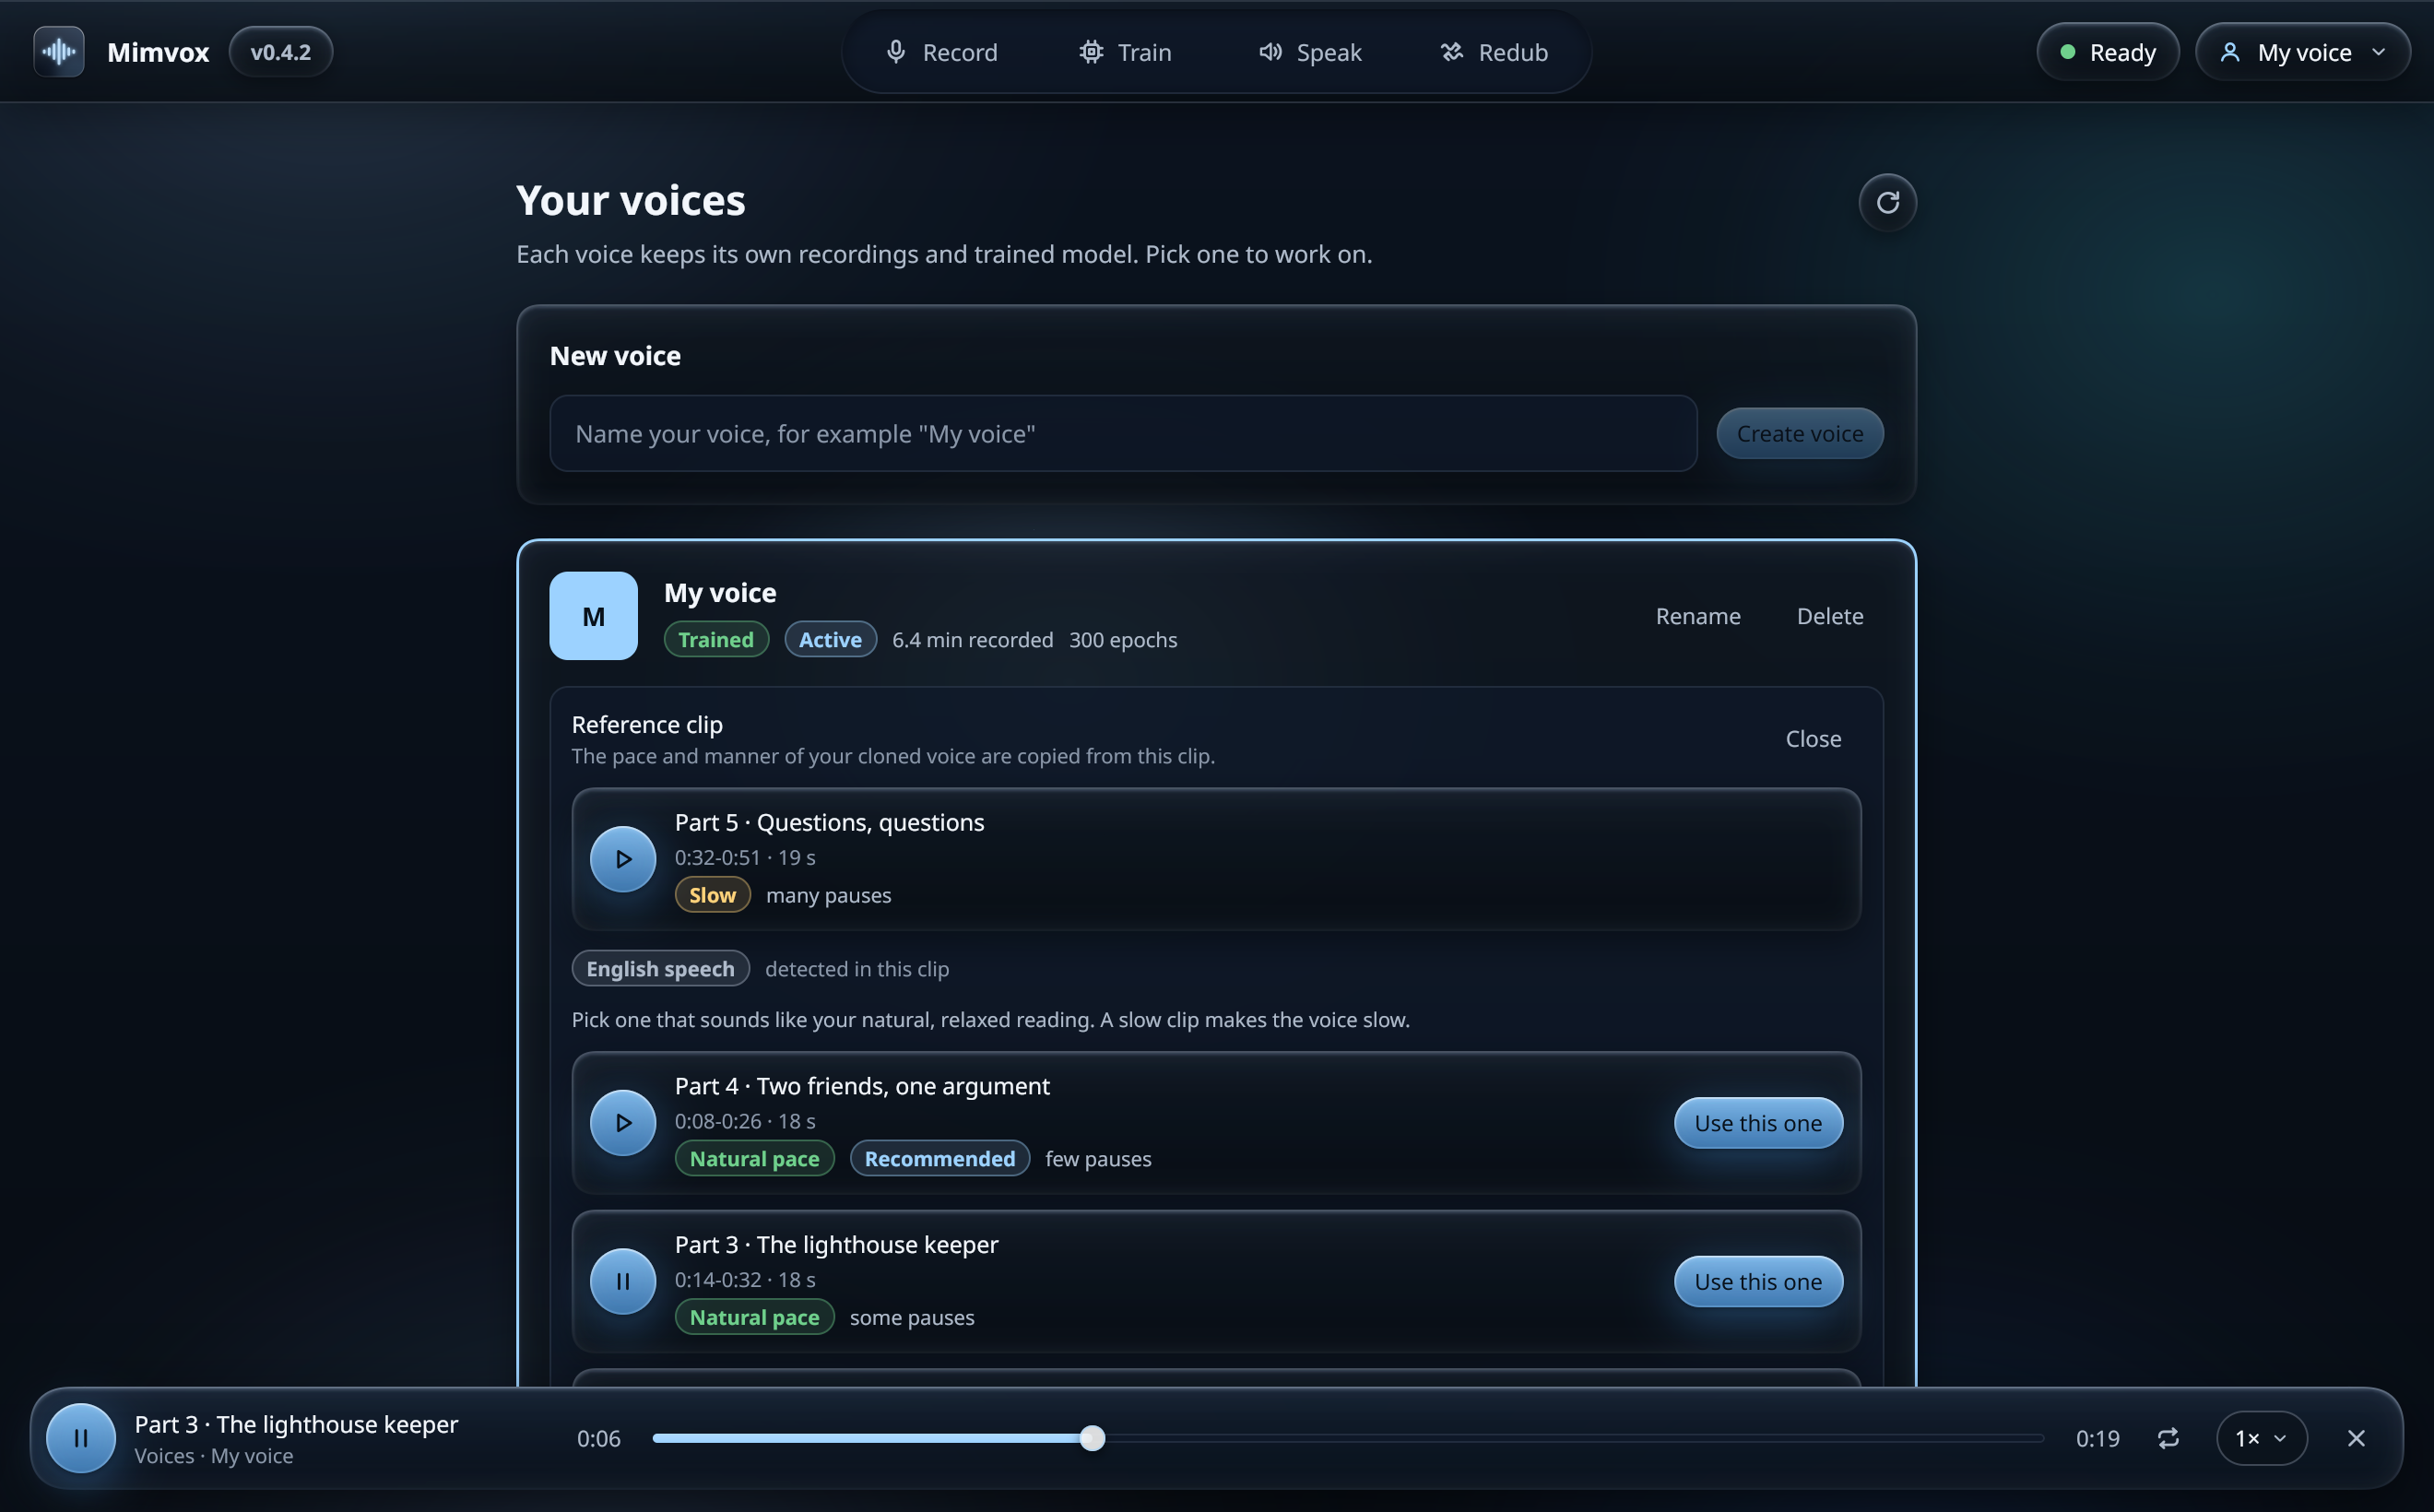 Mimvox v0.4.2 Record Train Speak Redub Ready My voice
Your voices
Each voice keeps its own recordings and trained model. Pick one to work on.
New voice
Name your voice, for example "My voice" Create voice
M
My voice
Trained Active 6.4 min recorded 300 epochs
Rename Delete
Reference clip
The pace and manner of your cloned voice are copied from this clip.
Close
Part 5 · Questions, questions
0:32-0:51 · 19 s
Slow many pauses
English speech detected in this clip
Pick one that sounds like your natural, relaxed reading. A slow clip makes the voice slow.
Part 4 · Two friends, one argument
0:08-0:26 · 18 s
Natural pace Recommended few pauses
Use this one
Part 3 · The lighthouse keeper
0:14-0:32 · 18 s
Natural pace some pauses
Use this one
Part 3 · The lighthouse keeper
Voices · My voice
0:06 0:19 1×